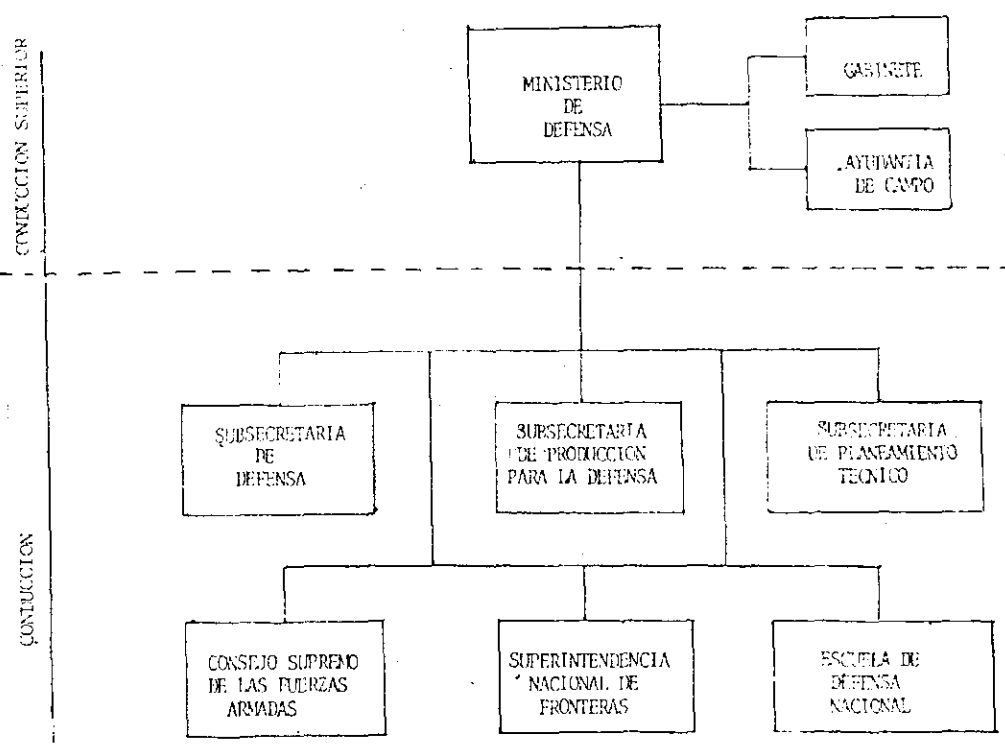 CONDUCCION SUPERIOR
MINISTERIO
DE
DEFENSA
GABINETE
AYUDANTIA
DE CAMPO
CONDUCCION
SUBSECRETARIA
DE
DEFENSA
SUBSECRETARIA
DE PRODUCCION
PARA LA DEFENSA
SUBSECRETARIA
DE PLANEAMIENTO
TECNICO
CONSEJO SUPREMO
DE LAS FUERZAS
ARMADAS
SUPERINTENDENCIA
NACIONAL DE
FRONTERAS
ESCUELA DE
DEFENSA
NACIONAL